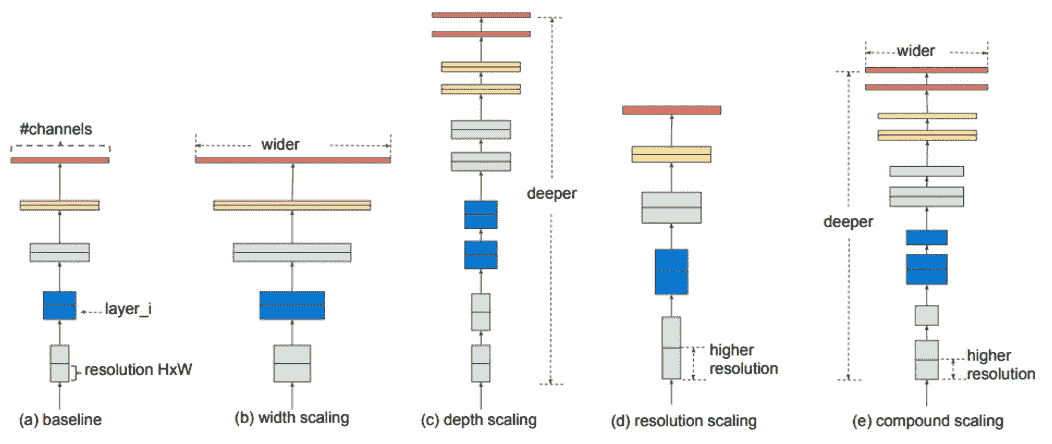 #channels
layer_i
resolution HxW
(a) baseline
wider
(b) width scaling
deeper
(c) depth scaling
higher
resolution
(d) resolution scaling
wider
deeper
higher
resolution
(e) compound scaling